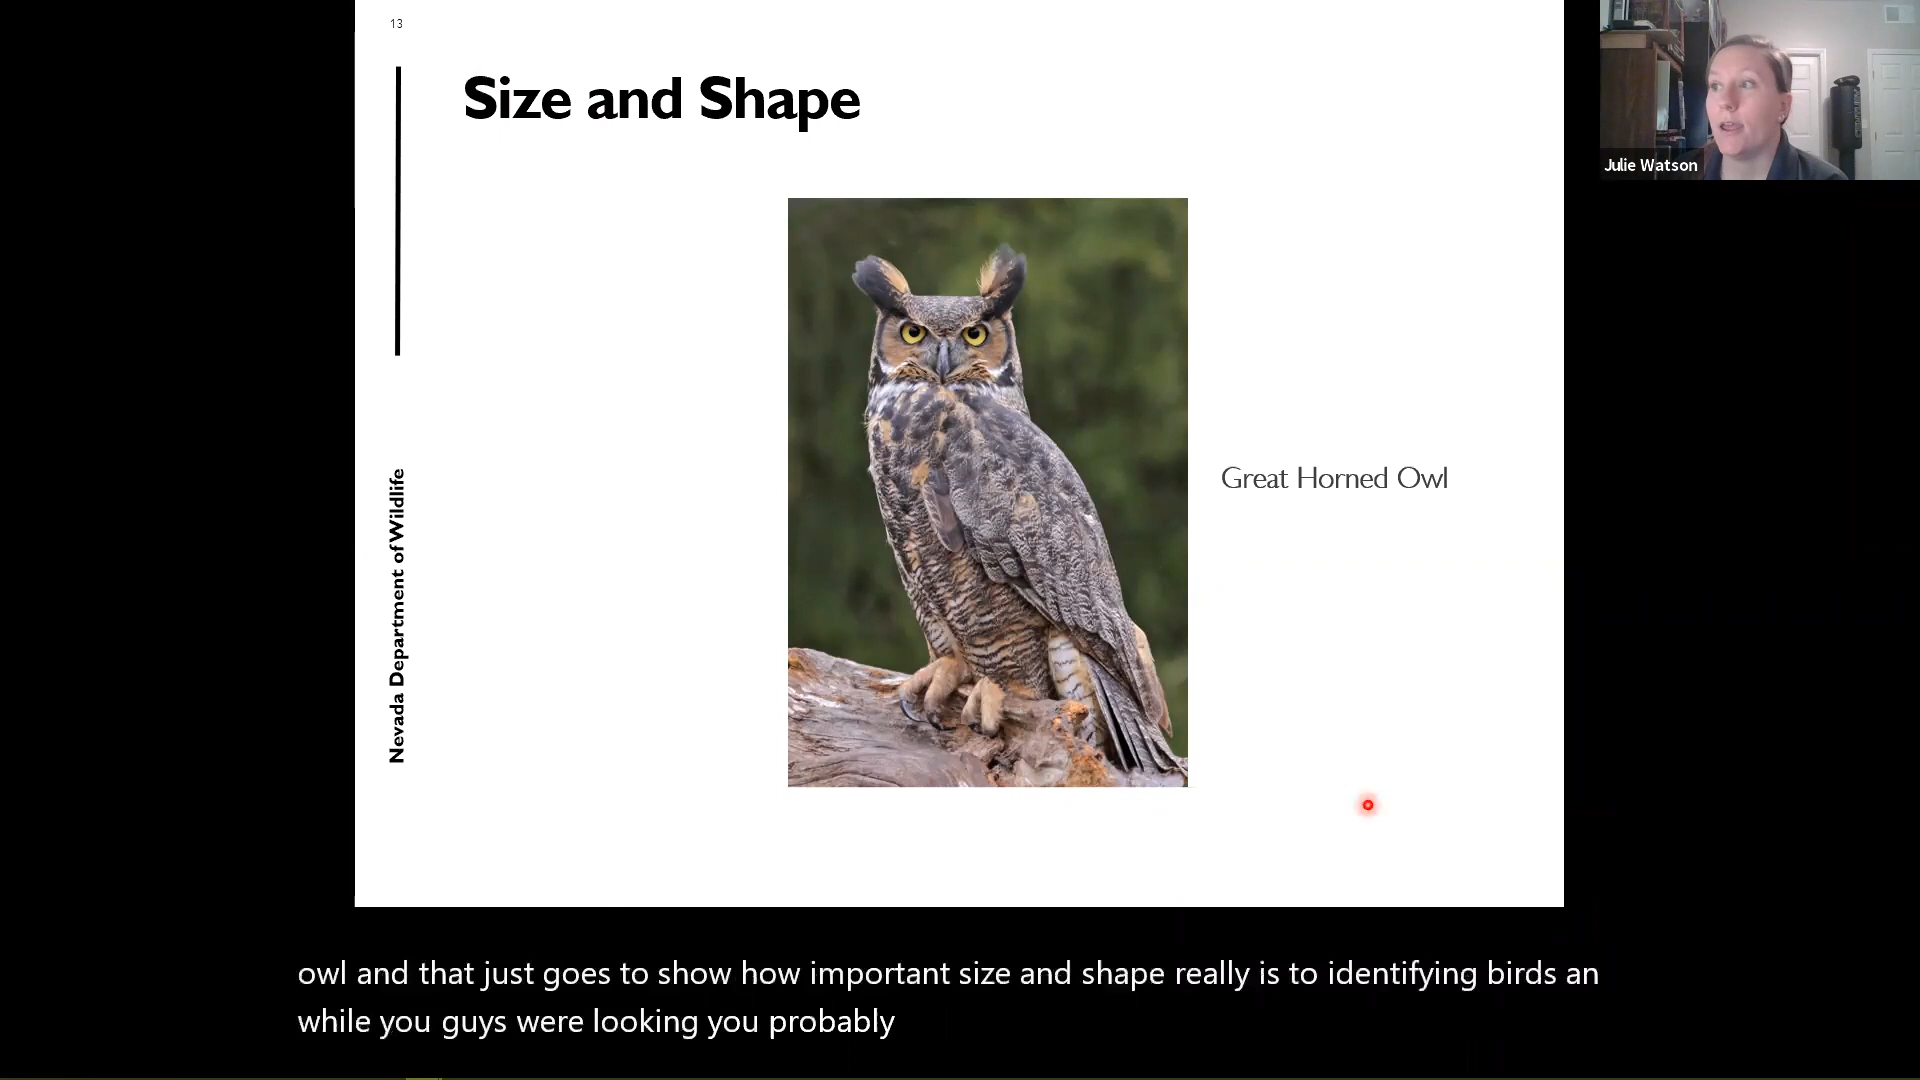 13
Size and Shape
Julie Watson
Great Horned Owl
Nevada Department of Wildlife
owl and that just goes to show how important size and shape really is to identifying birds an
while you guys were looking you probably